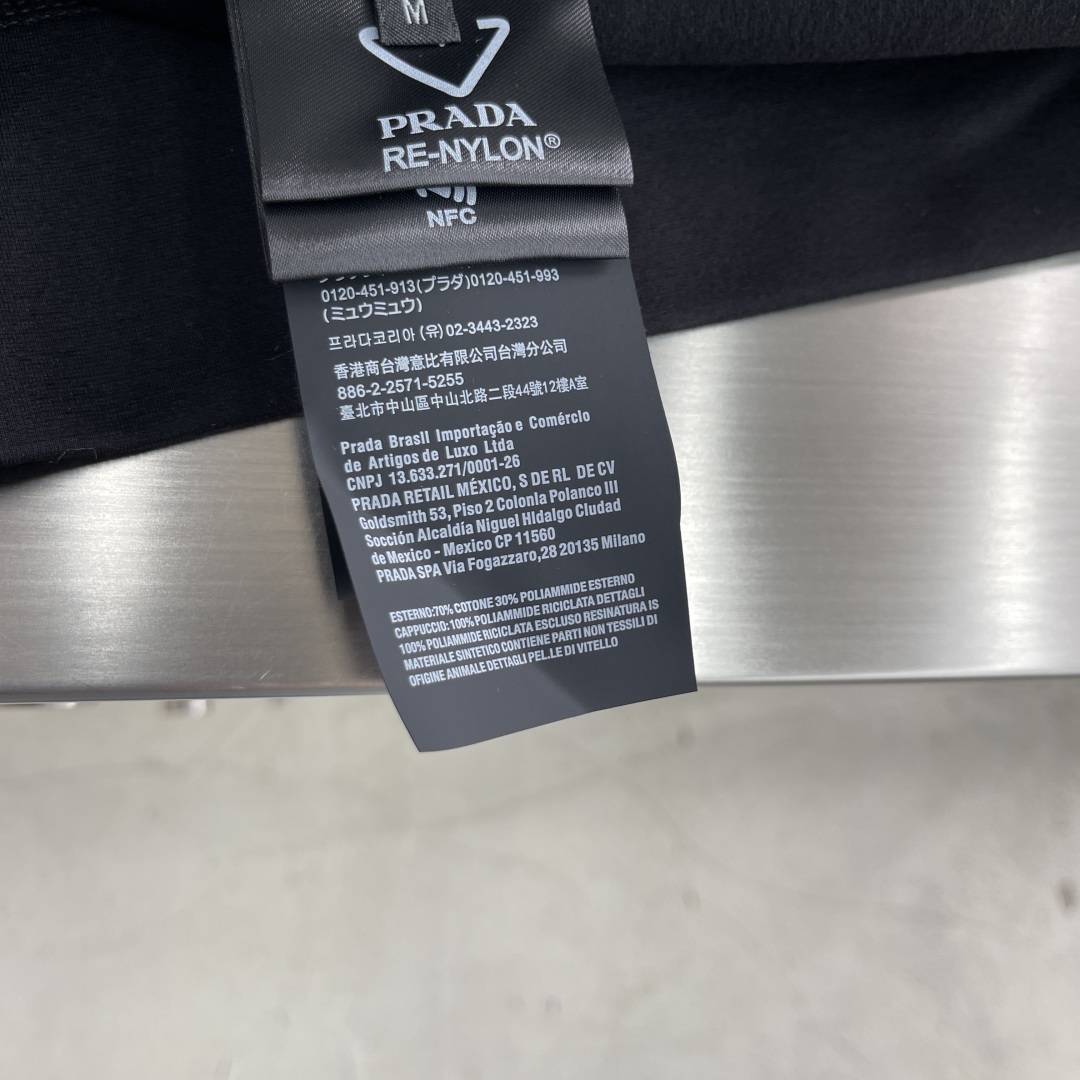 M
PRADA
RE-NYLON®
NFC
0120-451-913(プラダ)0120-451-993
(ミュウミュウ)
프라다코리아 (유) 02-3443-2323
香港商台灣意比有限公司台灣分公司
886-2-2571-5255
臺北市中山區中山北路二段44號12樓A室
Prada Brasll Importação e Comérclo
de Artigos de Luxo Ltda
CNPJ 13.633.271/0001-26
PRADA RETAIL MÉXICO, S DE RL DE CV
Goldsmith 53, Piso 2 Colonla Polanco III
Socción Alcaldía Niguel Hldalgo Cludad
de Mexico - Mexico CP 11560
PRADA SPA Via Fogazzaro,28 20135 Milano
ESTERNO:70% COTONE 30% POLIAMMIDE ESTERNO
CAPPUCCIO: 100% POLIAMMIDE RICICLATA DETTAGLI
100% POLIAMMIDE RICICLATA ESCLUSO RESINATURA IS
MATERIALE SINTETICO CONTIENE PARTI NON TESSILI DI
OFIGINE ANIMALE DETTAGLI PEL.LE DI VITELLO